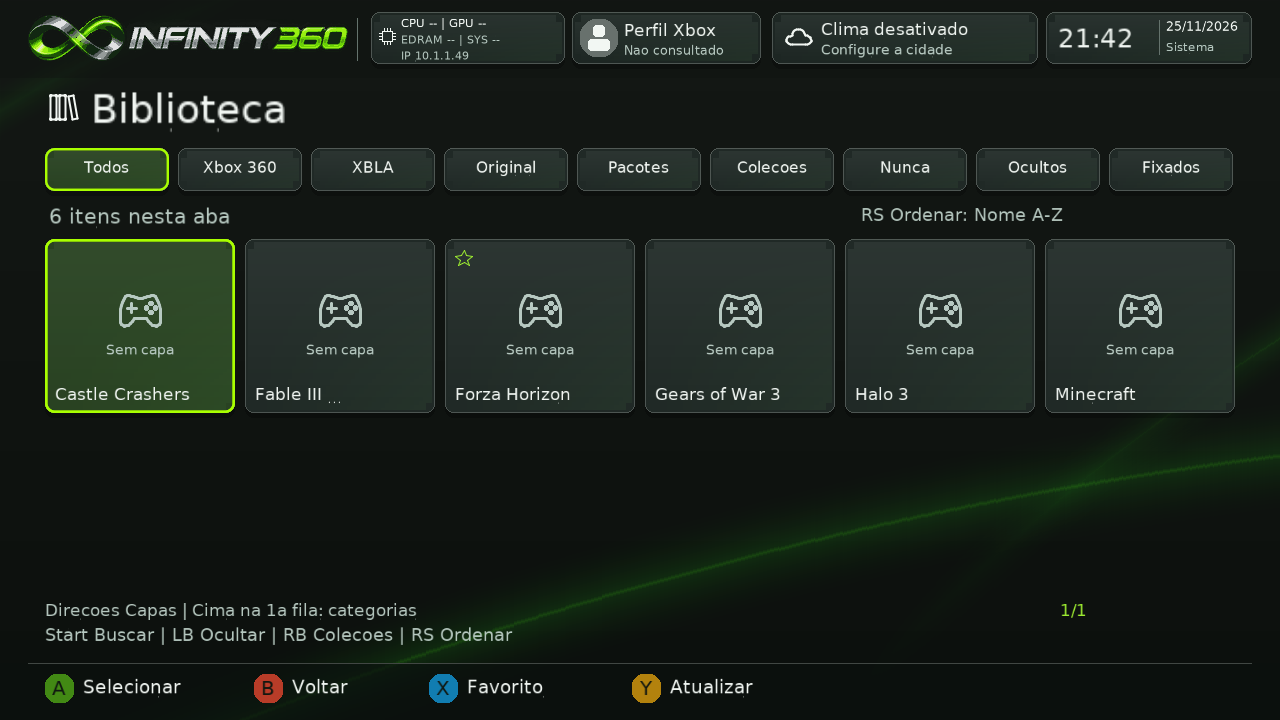 INFINITY 360
CPU -- | GPU --
EDRAM -- | SYS --
IP 10.1.1.49
Perfil Xbox
Nao consultado
Clima desativado
Configure a cidade
21:42
25/11/2026
Sistema
Biblioteca
Todos
Xbox 360
XBLA
Original
Pacotes
Colecoes
Nunca
Ocultos
Fixados
6 itens nesta aba
RS Ordenar: Nome A-Z
Sem capa
Castle Crashers
Sem capa
Fable III ...
Sem capa
Forza Horizon
Sem capa
Gears of War 3
Sem capa
Halo 3
Sem capa
Minecraft
Direcoes Capas | Cima na 1a fila: categorias
1/1
Start Buscar | LB Ocultar | RB Colecoes | RS Ordenar
A Selecionar
B Voltar
X Favorito
Y Atualizar